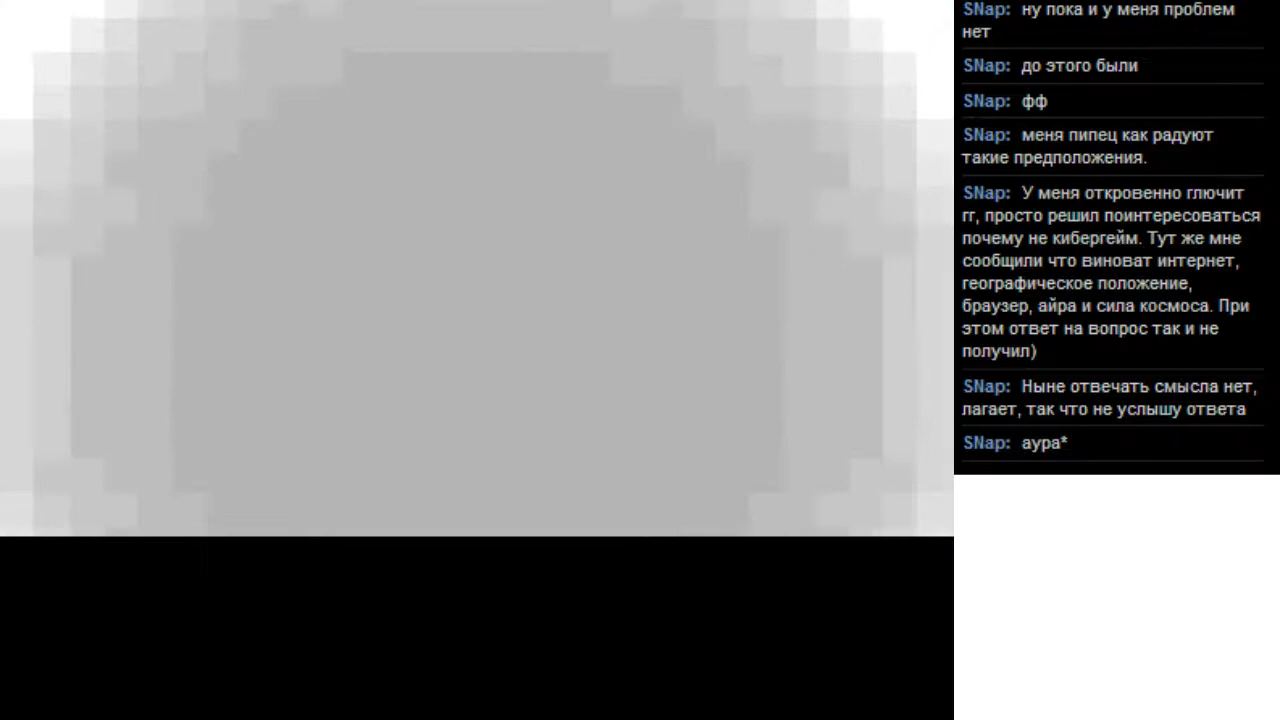 SNap: ну пока и у меня проблем
нет
SNap: до этого были
SNap: фф
SNap: меня пипец как радуют
такие предположения.
SNap: У меня откровенно глючит
гг, просто решил поинтересоваться
почему не кибергейм. Тут же мне
сообщили что виноват интернет,
географическое положение,
браузер, айра и сила космоса. При
этом ответ на вопрос так и не
получил)
SNap: Ныне отвечать смысла нет,
лагает, так что не услышу ответа
SNap: аура*